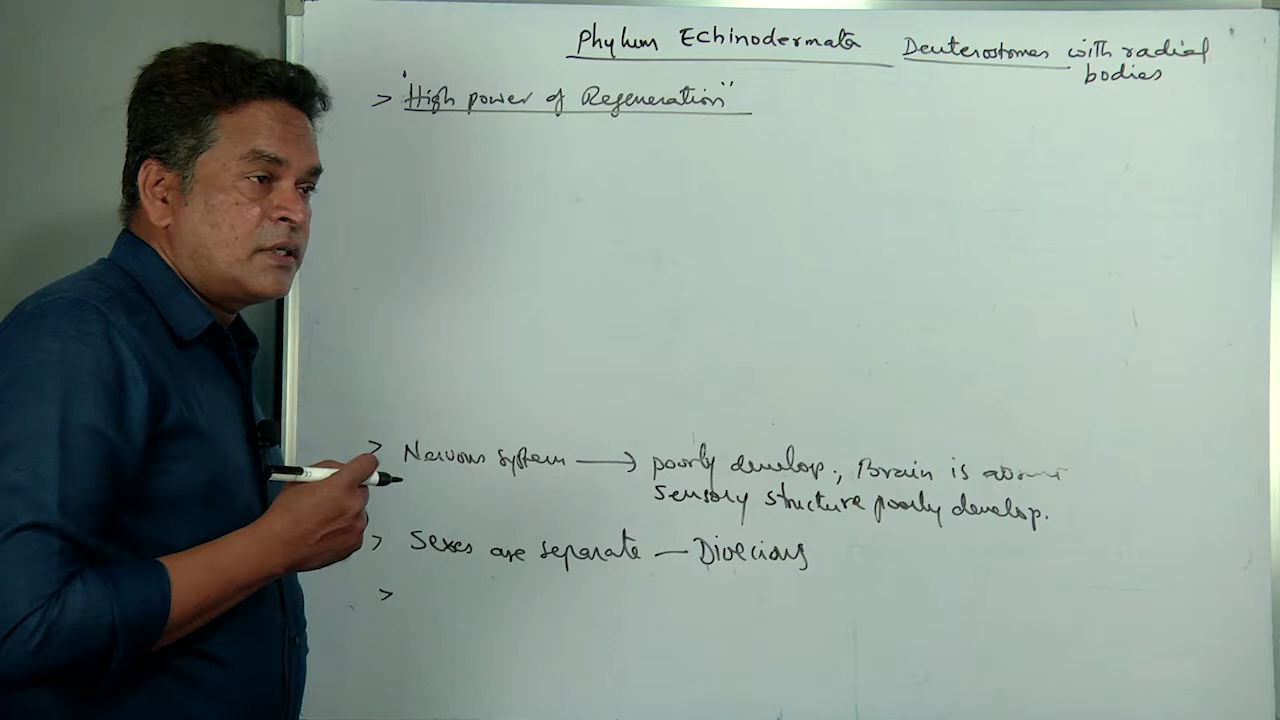 Phylum Echinodermata Deuterostomes with radial
bodies
> "High power of Regeneration"
> Nervous system → poorly develop; Brain is
sensory structure poorly develop.
> Sexes are separate — Dioecious
>